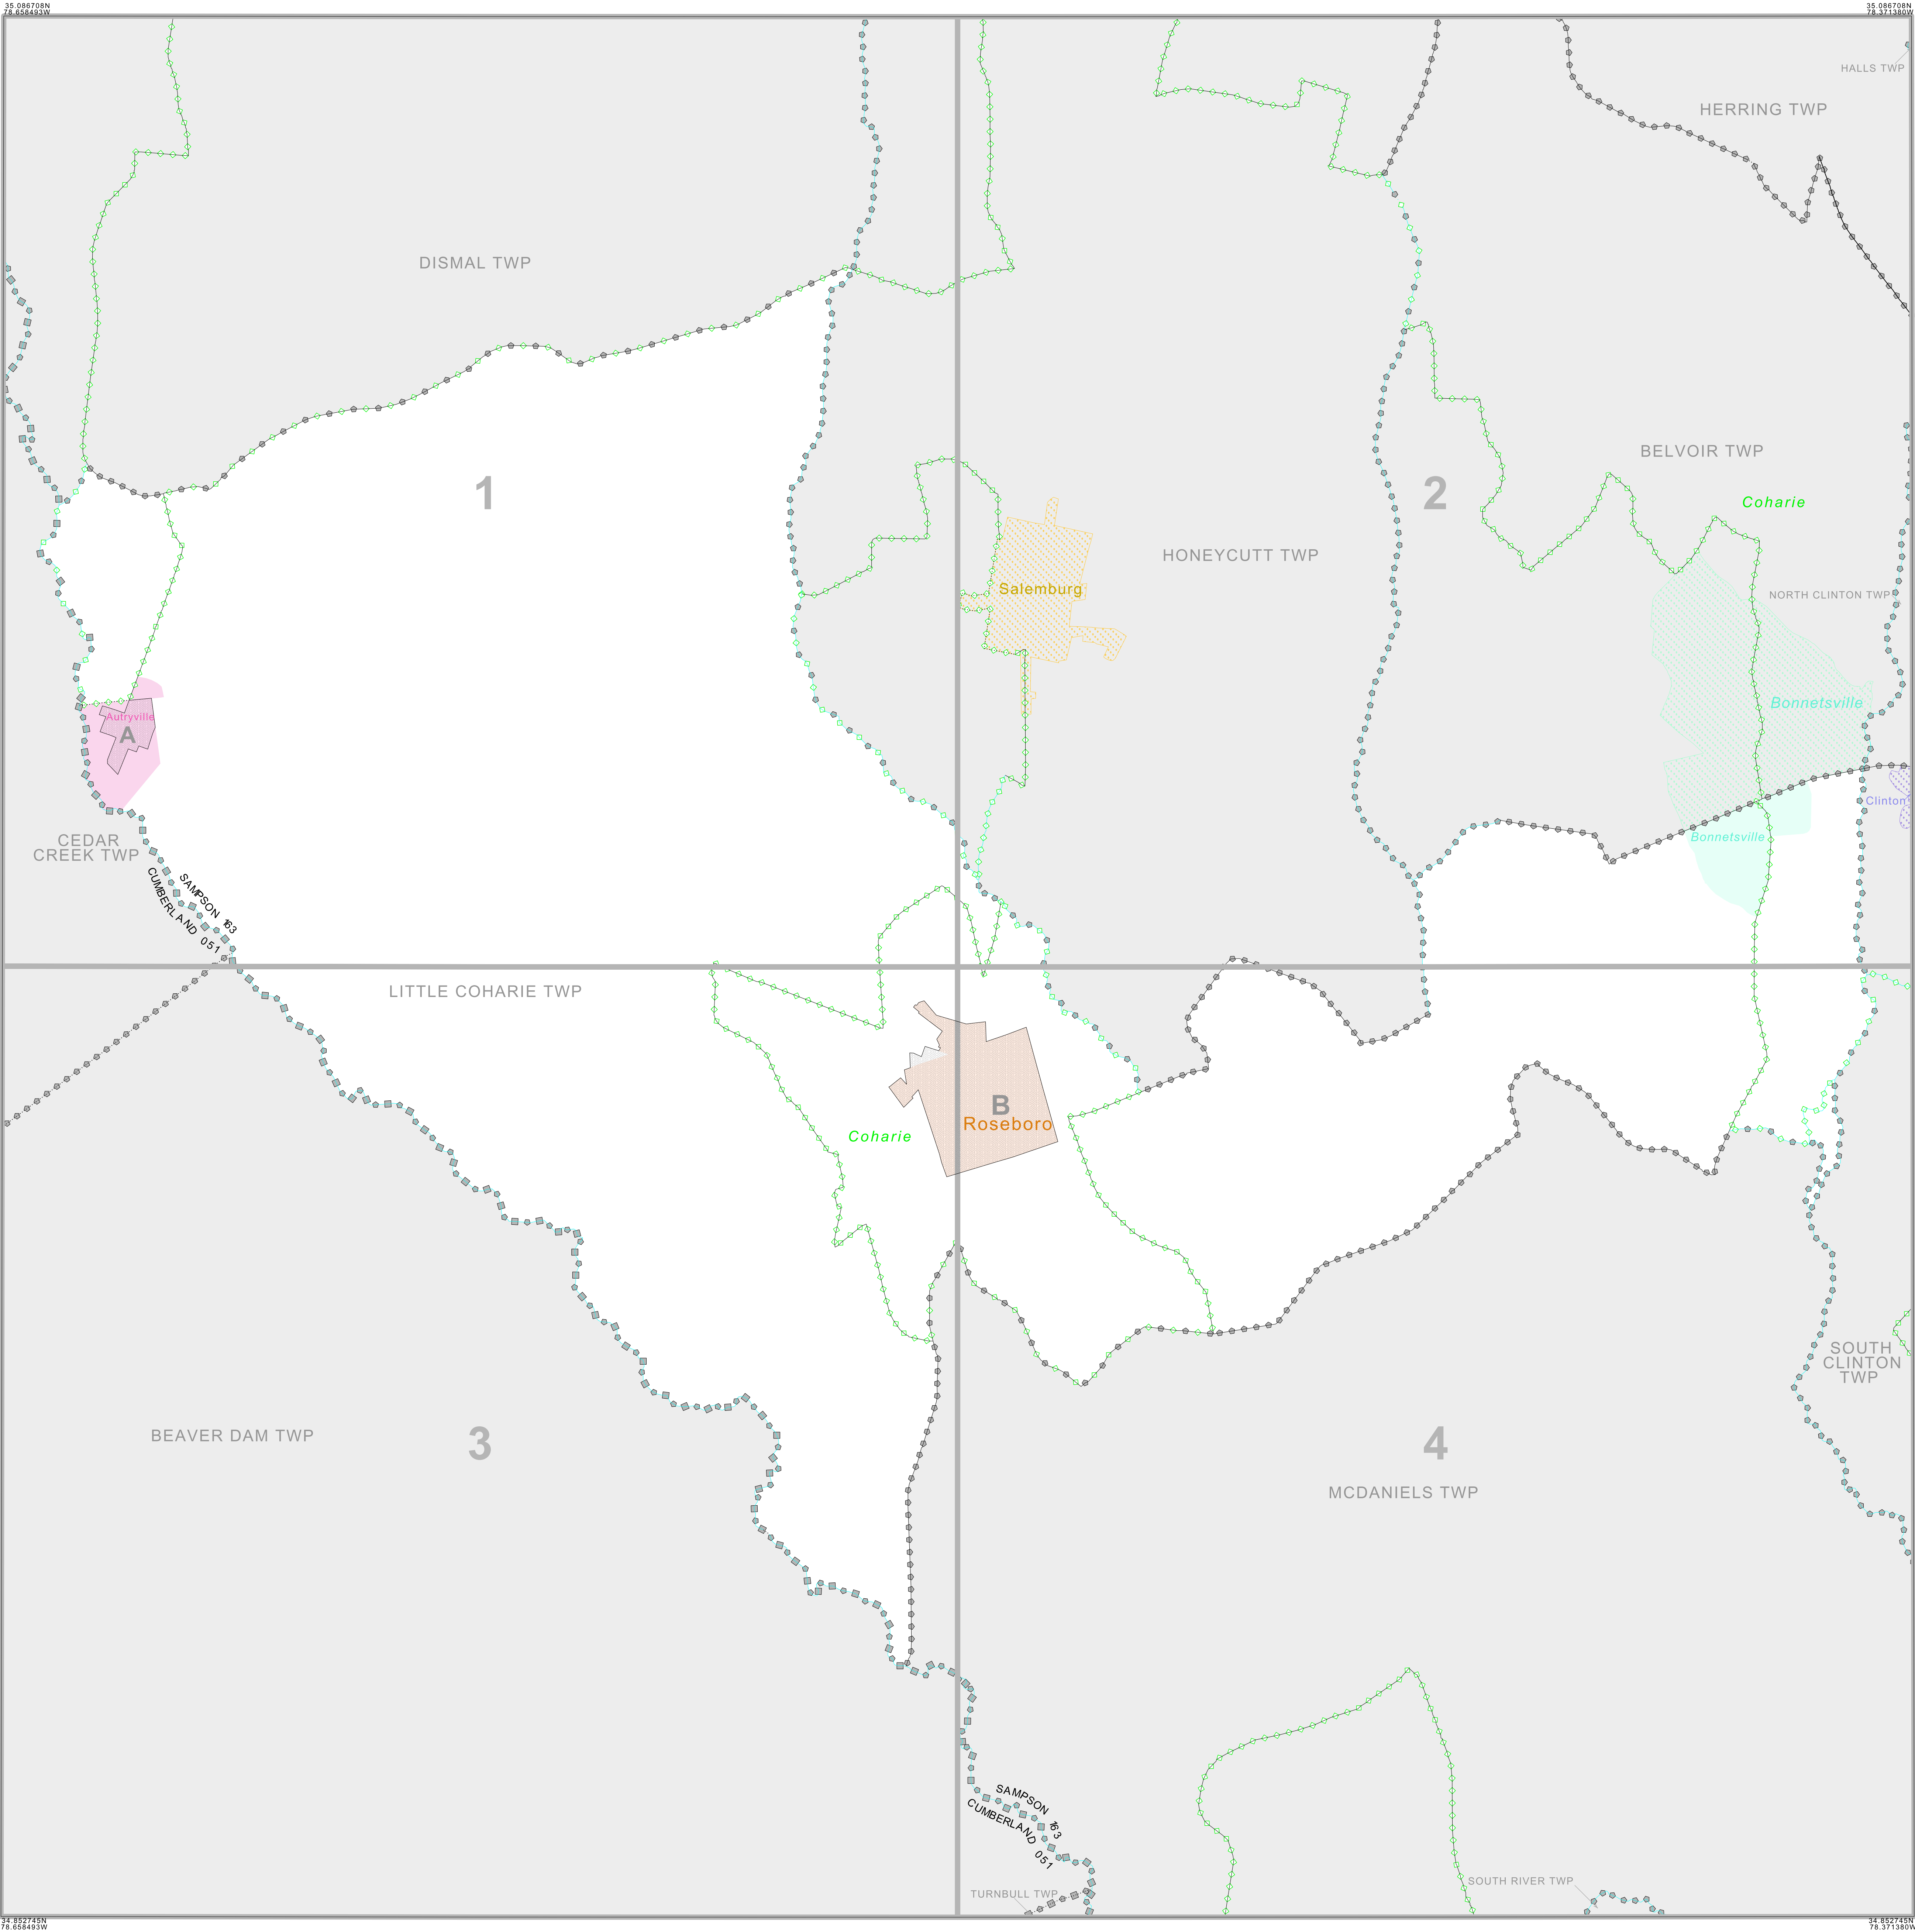 35.086708N
78.658493W
35.086708N
78.371380W
HALLS TWP
HERRING TWP
DISMAL TWP
BELVOIR TWP
1
2
Coharie
HONEYCUTT TWP
Salemburg
NORTH CLINTON TWP
Bonnetsville
Autryville
A
Clinton
Bonnetsville
CEDAR
CREEK TWP
SAMPSON 163
CUMBERLAND 051
LITTLE COHARIE TWP
B
Roseboro
Coharie
SOUTH
CLINTON
TWP
BEAVER DAM TWP
3
4
MCDANIELS TWP
SAMPSON 163
CUMBERLAND 051
SOUTH RIVER TWP
TURNBULL TWP
34.852745N
78.658493W
34.852745N
78.371380W